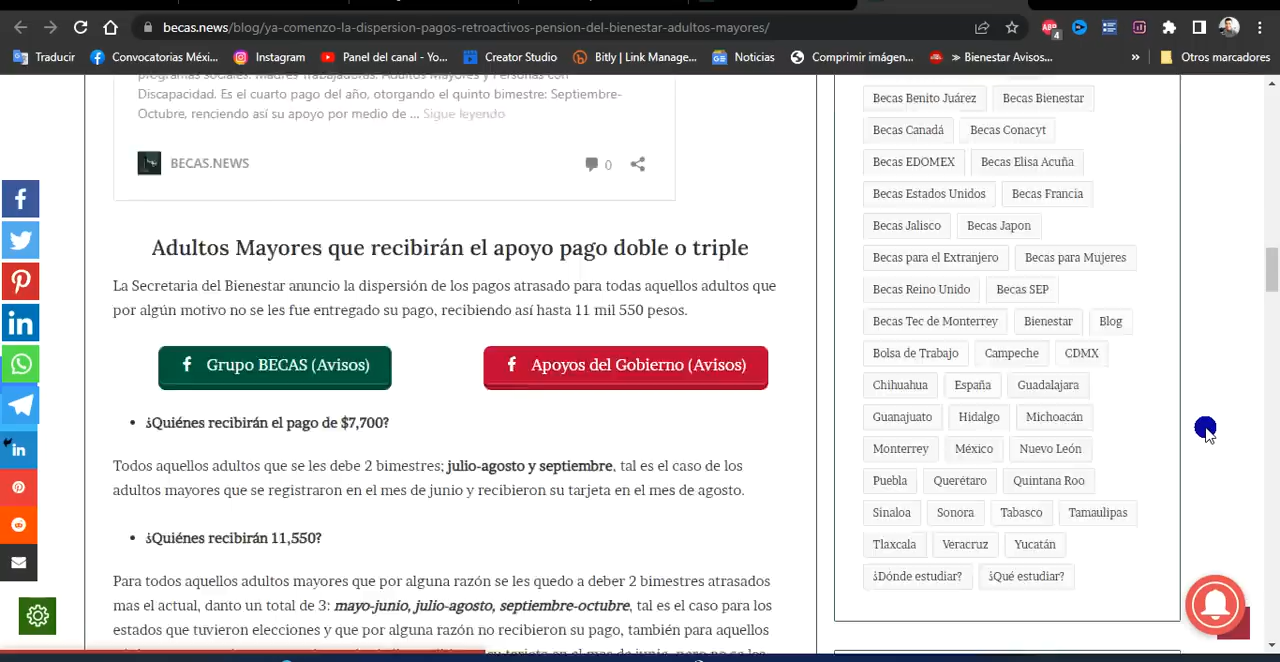 becas.news/blog/ya-comenzo-la-dispersion-pagos-retroactivos-pension-del-bienestar-adultos-mayores/
ABP
4
Traducir
Convocatorias Méxi...
Instagram
Panel del canal - Yo...
Creator Studio
Bitly | Link Manage...
Noticias
Comprimir imágen...
» Bienestar Avisos...
»
Otros marcadores
programas sociales: Madres Trabajadoras, Adultos Mayores y Personas con
Discapacidad. Es el cuarto pago del año, otorgando el quinto bimestre: Septiembre-
Octubre, renciendo así su apoyo por medio de ... Sigue leyendo
BECAS.NEWS
0
Adultos Mayores que recibirán el apoyo pago doble o triple
La Secretaria del Bienestar anuncio la dispersión de los pagos atrasado para todas aquellos adultos que
por algún motivo no se les fue entregado su pago, recibiendo así hasta 11 mil 550 pesos.
Grupo BECAS (Avisos)
Apoyos del Gobierno (Avisos)
• ¿Quiénes recibirán el pago de $7,700?
Todos aquellos adultos que se les debe 2 bimestres; julio-agosto y septiembre, tal es el caso de los
adultos mayores que se registraron en el mes de junio y recibieron su tarjeta en el mes de agosto.
• ¿Quiénes recibirán 11,550?
Para todos aquellos adultos mayores que por alguna razón se les quedo a deber 2 bimestres atrasados
mas el actual, danto un total de 3: mayo-junio, julio-agosto, septiembre-octubre, tal es el caso para los
estados que tuvieron elecciones y que por alguna razón no recibieron su pago, también para aquellos
Becas Benito Juárez
Becas Bienestar
Becas Canadá
Becas Conacyt
Becas EDOMEX
Becas Elisa Acuña
Becas Estados Unidos
Becas Francia
Becas Jalisco
Becas Japon
Becas para el Extranjero
Becas para Mujeres
Becas Reino Unido
Becas SEP
Becas Tec de Monterrey
Bienestar
Blog
Bolsa de Trabajo
Campeche
CDMX
Chihuahua
España
Guadalajara
Guanajuato
Hidalgo
Michoacán
Monterrey
México
Nuevo León
Puebla
Querétaro
Quintana Roo
Sinaloa
Sonora
Tabasco
Tamaulipas
Tlaxcala
Veracruz
Yucatán
¿Dónde estudiar?
¿Qué estudiar?